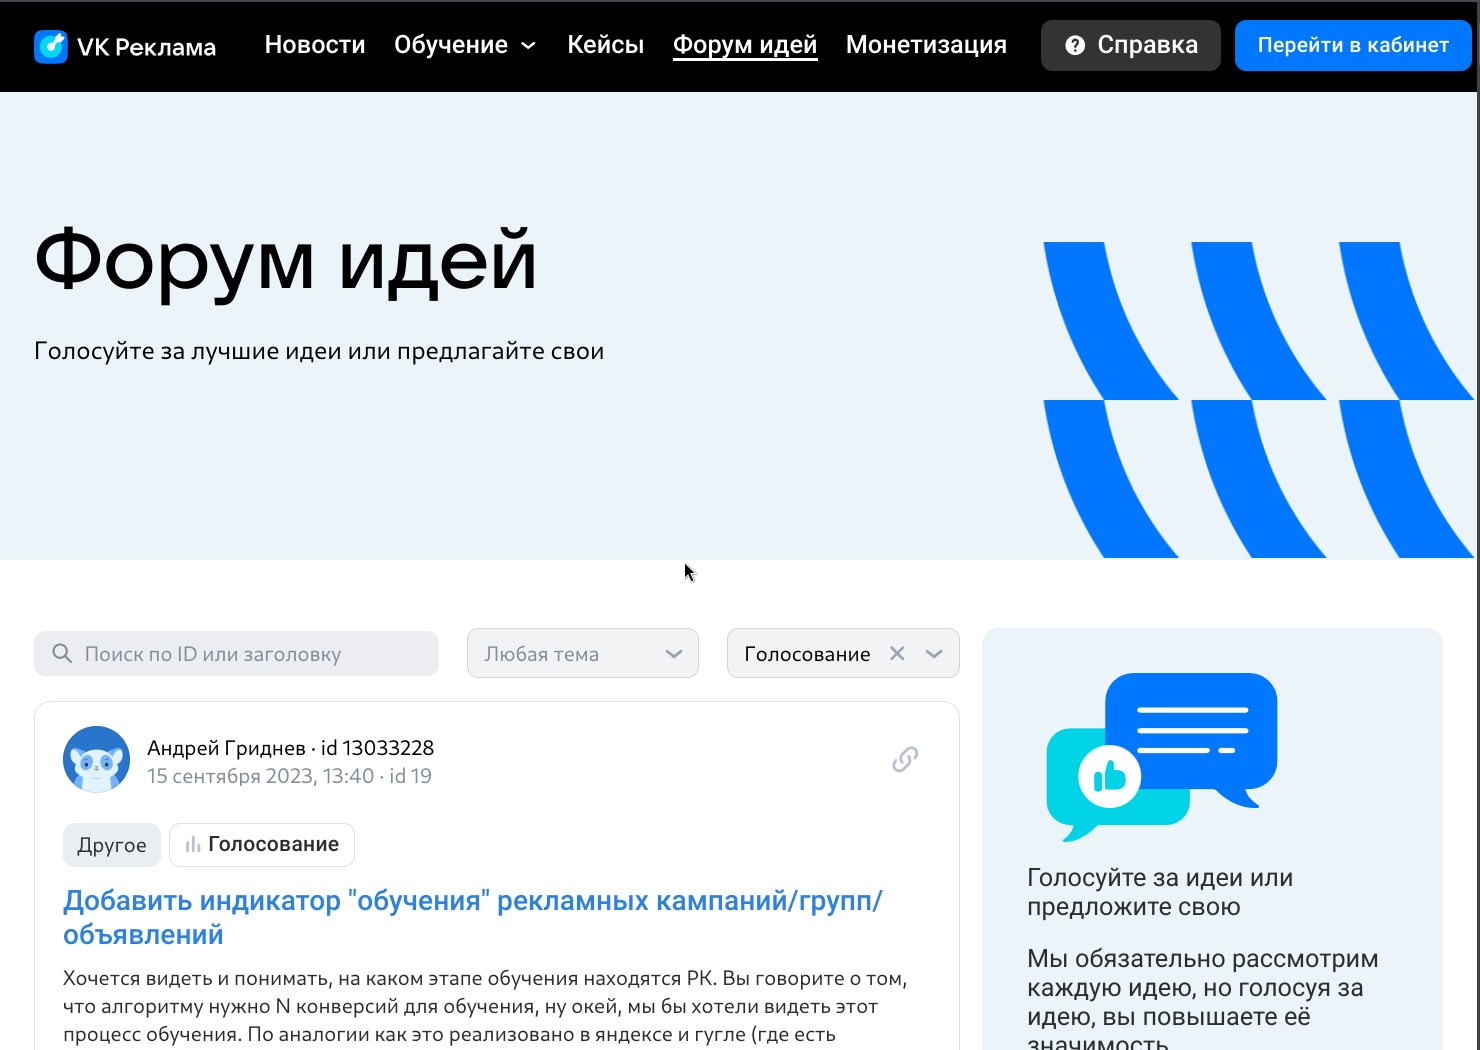 VK Реклама
Новости
Обучение
Кейсы
Форум идей
Монетизация
Справка
Перейти в кабинет
Форум идей
Голосуйте за лучшие идеи или предлагайте свои
Поиск по ID или заголовку
Любая тема
Голосование
Андрей Гриднев · id 13033228
15 сентября 2023, 13:40 · id 19
Другое
Голосование
Добавить индикатор "обучения" рекламных кампаний/групп/
объявлений
Хочется видеть и понимать, на каком этапе обучения находятся РК. Вы говорите о том,
что алгоритму нужно N конверсий для обучения, ну окей, мы бы хотели видеть этот
процесс обучения. По аналогии как это реализовано в яндексе и гугле (где есть
Голосуйте за идеи или
предложите свою
Мы обязательно рассмотрим
каждую идею, но голосуя за
идею, вы повышаете её
значимость